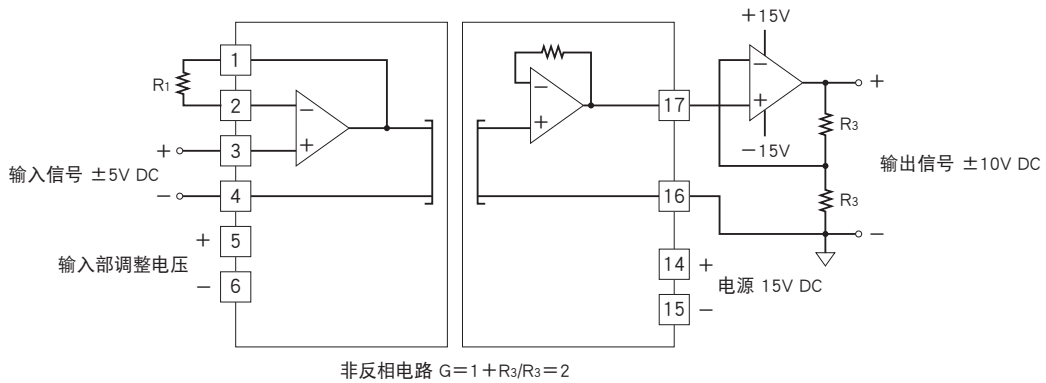 +15V
1
R1
2
−
+
−
+
17
−
+
+
R3
+
3
−15V
输入信号 ±5V DC
输出信号 ±10V DC
−
4
16
R3
+
5
−
输入部调整电压
14
+
−
6
电源 15V DC
15
−
非反相电路 G=1+R3/R3=2